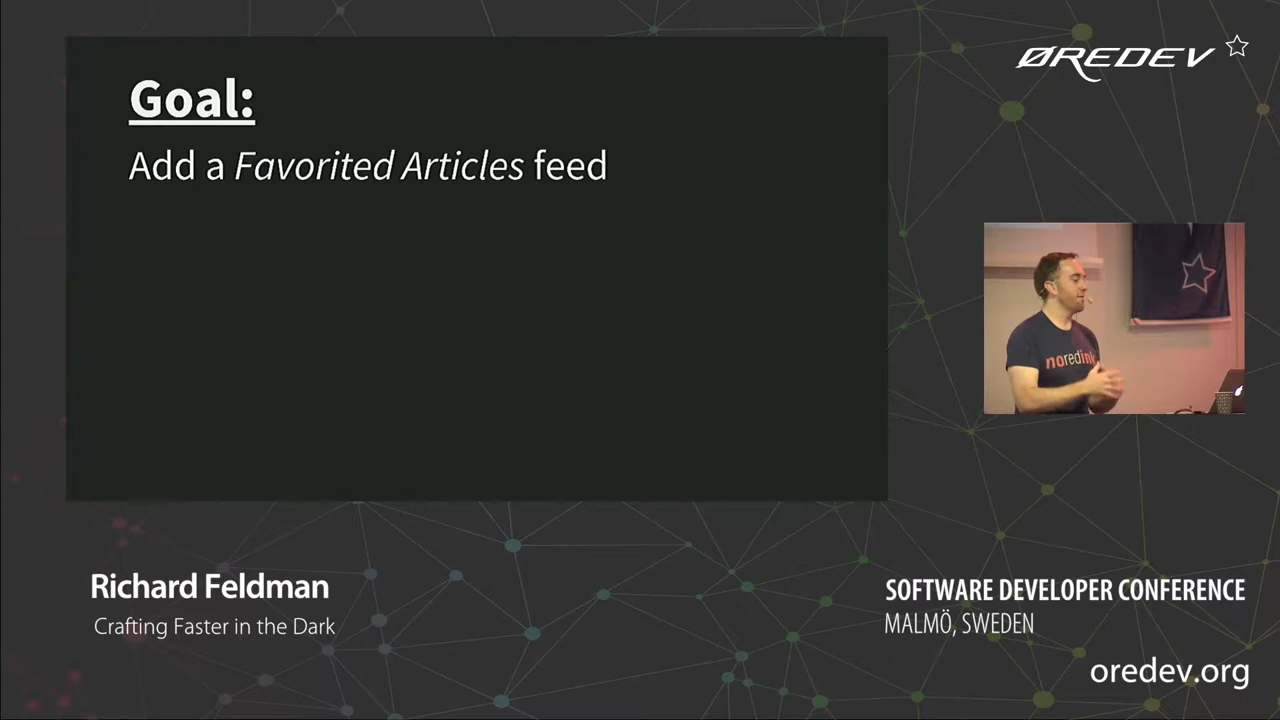 Goal:
Add a Favorited Articles feed
ØREDEV
noredink
Richard Feldman
Crafting Faster in the Dark
SOFTWARE DEVELOPER CONFERENCE
MALMÖ, SWEDEN
oredev.org